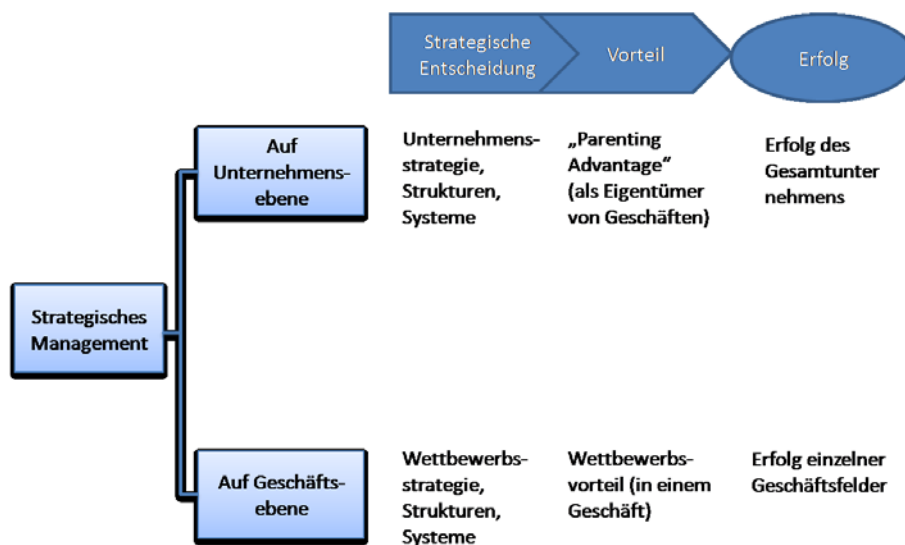 Strategische
Entscheidung
Vorteil
Erfolg
Auf
Unternehmens-
ebene
Unternehmens-
strategie,
Strukturen,
Systeme
„Parenting
Advantage“
(als Eigentümer
von Geschäften)
Erfolg des
Gesamtunter
nehmens
Strategisches
Management
Auf Geschäfts-
ebene
Wettbewerbs-
strategie,
Strukturen,
Systeme
Wettbewerbs-
vorteil (in einem
Geschäft)
Erfolg einzelner
Geschäftsfelder